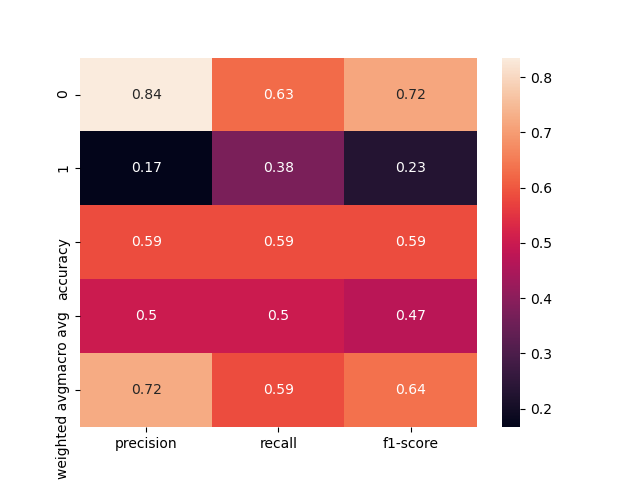 0 0.84 0.63 0.72
1 0.17 0.38 0.23
accuracy 0.59 0.59 0.59
macro avg 0.5 0.5 0.47
weighted avg 0.72 0.59 0.64
precision recall f1-score
0.8
0.7
0.6
0.5
0.4
0.3
0.2